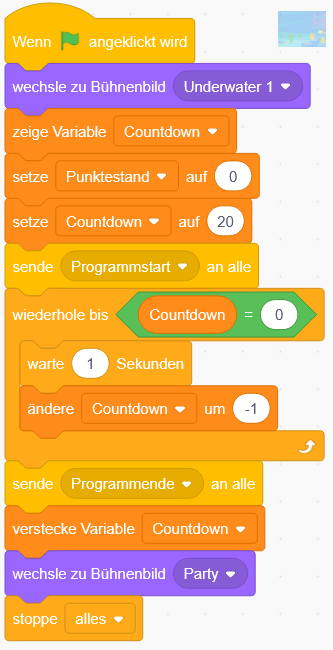 Wenn angeklickt wird
wechsle zu Bühnenbild Underwater 1
zeige Variable Countdown
setze Punktestand auf 0
setze Countdown auf 20
sende Programmstart an alle
wiederhole bis Countdown = 0
warte 1 Sekunden
ändere Countdown um -1
sende Programmende an alle
verstecke Variable Countdown
wechsle zu Bühnenbild Party
stoppe alles